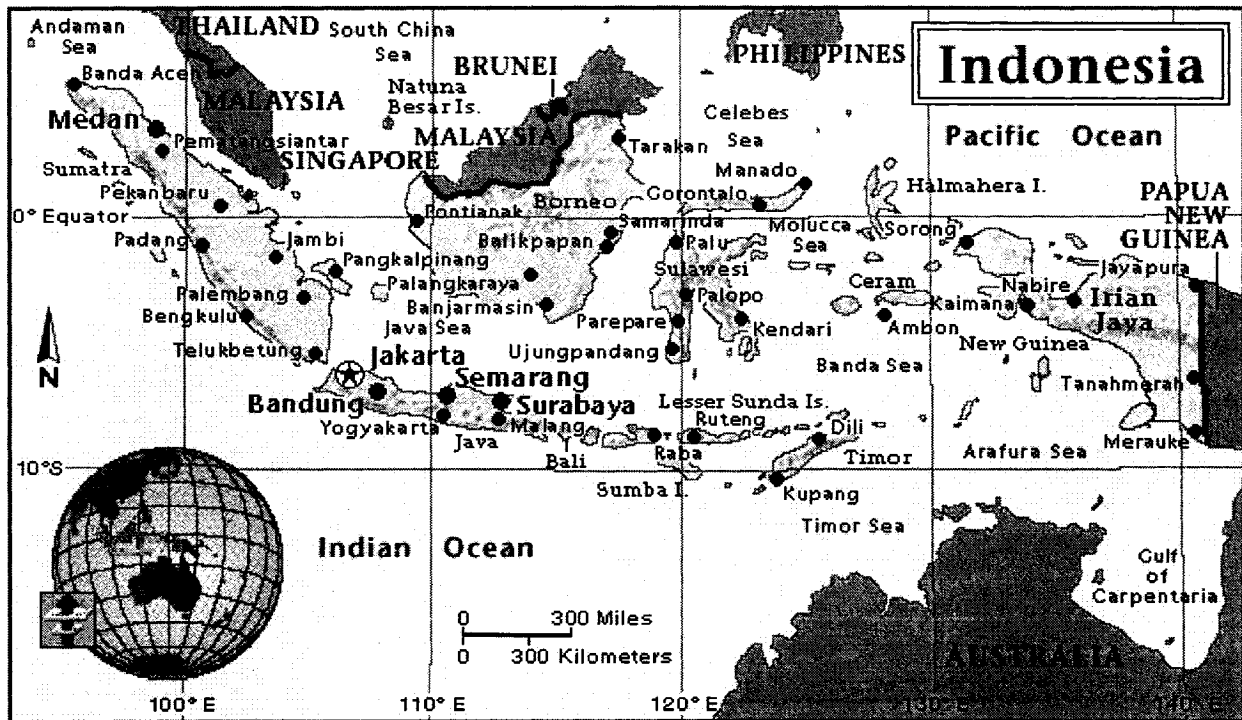 Indonesia
Andaman
Sea
THAILAND
South China
Sea
PHILIPPINES
BRUNEI
Banda Aceh
MALAYSIA
Natuna
Besar Is.
Celebes
Sea
Pacific Ocean
Medan
Pematangsiantar
MALAYSIA
Tarakan
SINGAPORE
Sumatra
Manado
Halmahera I.
PAPUA
NEW
GUINEA
Pekanbaru
Borneo
Gorontalo
0° Equator
Pontianak
Samarinda
Molucca
Sea
Sorong
Padang
Jambi
Balikpapan
Palu
Pangkalpinang
Sulawesi
Ceram
Jayapura
Palembang
Palangkaraya
Palopo
Nabire
Irian
Jaya
Kaimana
Bengkulu
Banjarmasin
Java Sea
Parepare
Kendari
Ambon
Telukbetung
Ujungpandang
New Guinea
N
Jakarta
Banda Sea
Tanahmerah
Semarang
Bandung
Surabaya
Lesser Sunda Is.
Yogyakarta
Malang
Ruteng
Dili
Merauke
Java
Bali
Raba
Timor
Arafura Sea
10°S
Sumba I.
Kupang
Timor Sea
Indian Ocean
Gulf
of
Carpentaria
0 300 Miles
0 300 Kilometers
AUSTRALIA
100°E 110°E 120°E 130°E 140°E